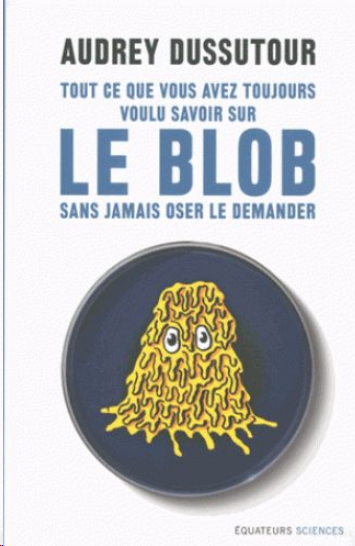 AUDREY DUSSUTOUR
TOUT CE QUE VOUS AVEZ TOUJOURS
VOULU SAVOIR SUR
LE BLOB
SANS JAMAIS OSER LE DEMANDER
ÉQUATEURS SCIENCES